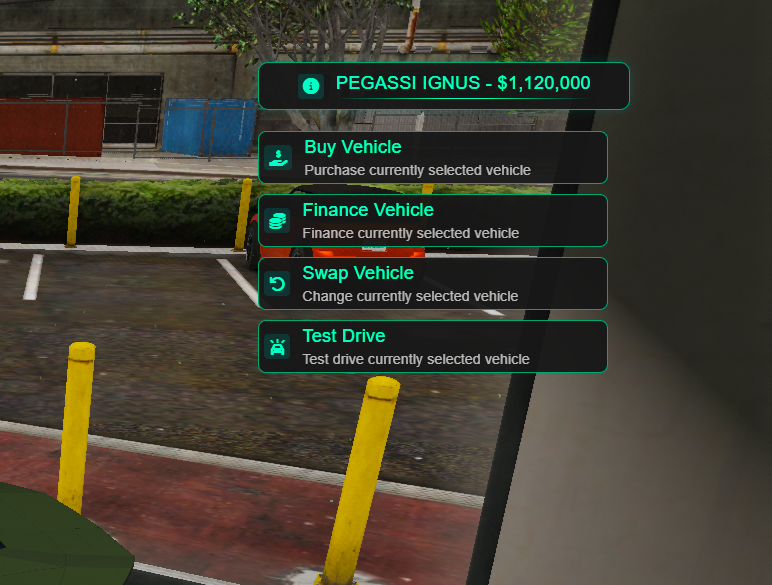 PEGASSI IGNUS - $1,120,000
Buy Vehicle
Purchase currently selected vehicle
Finance Vehicle
Finance currently selected vehicle
Swap Vehicle
Change currently selected vehicle
Test Drive
Test drive currently selected vehicle